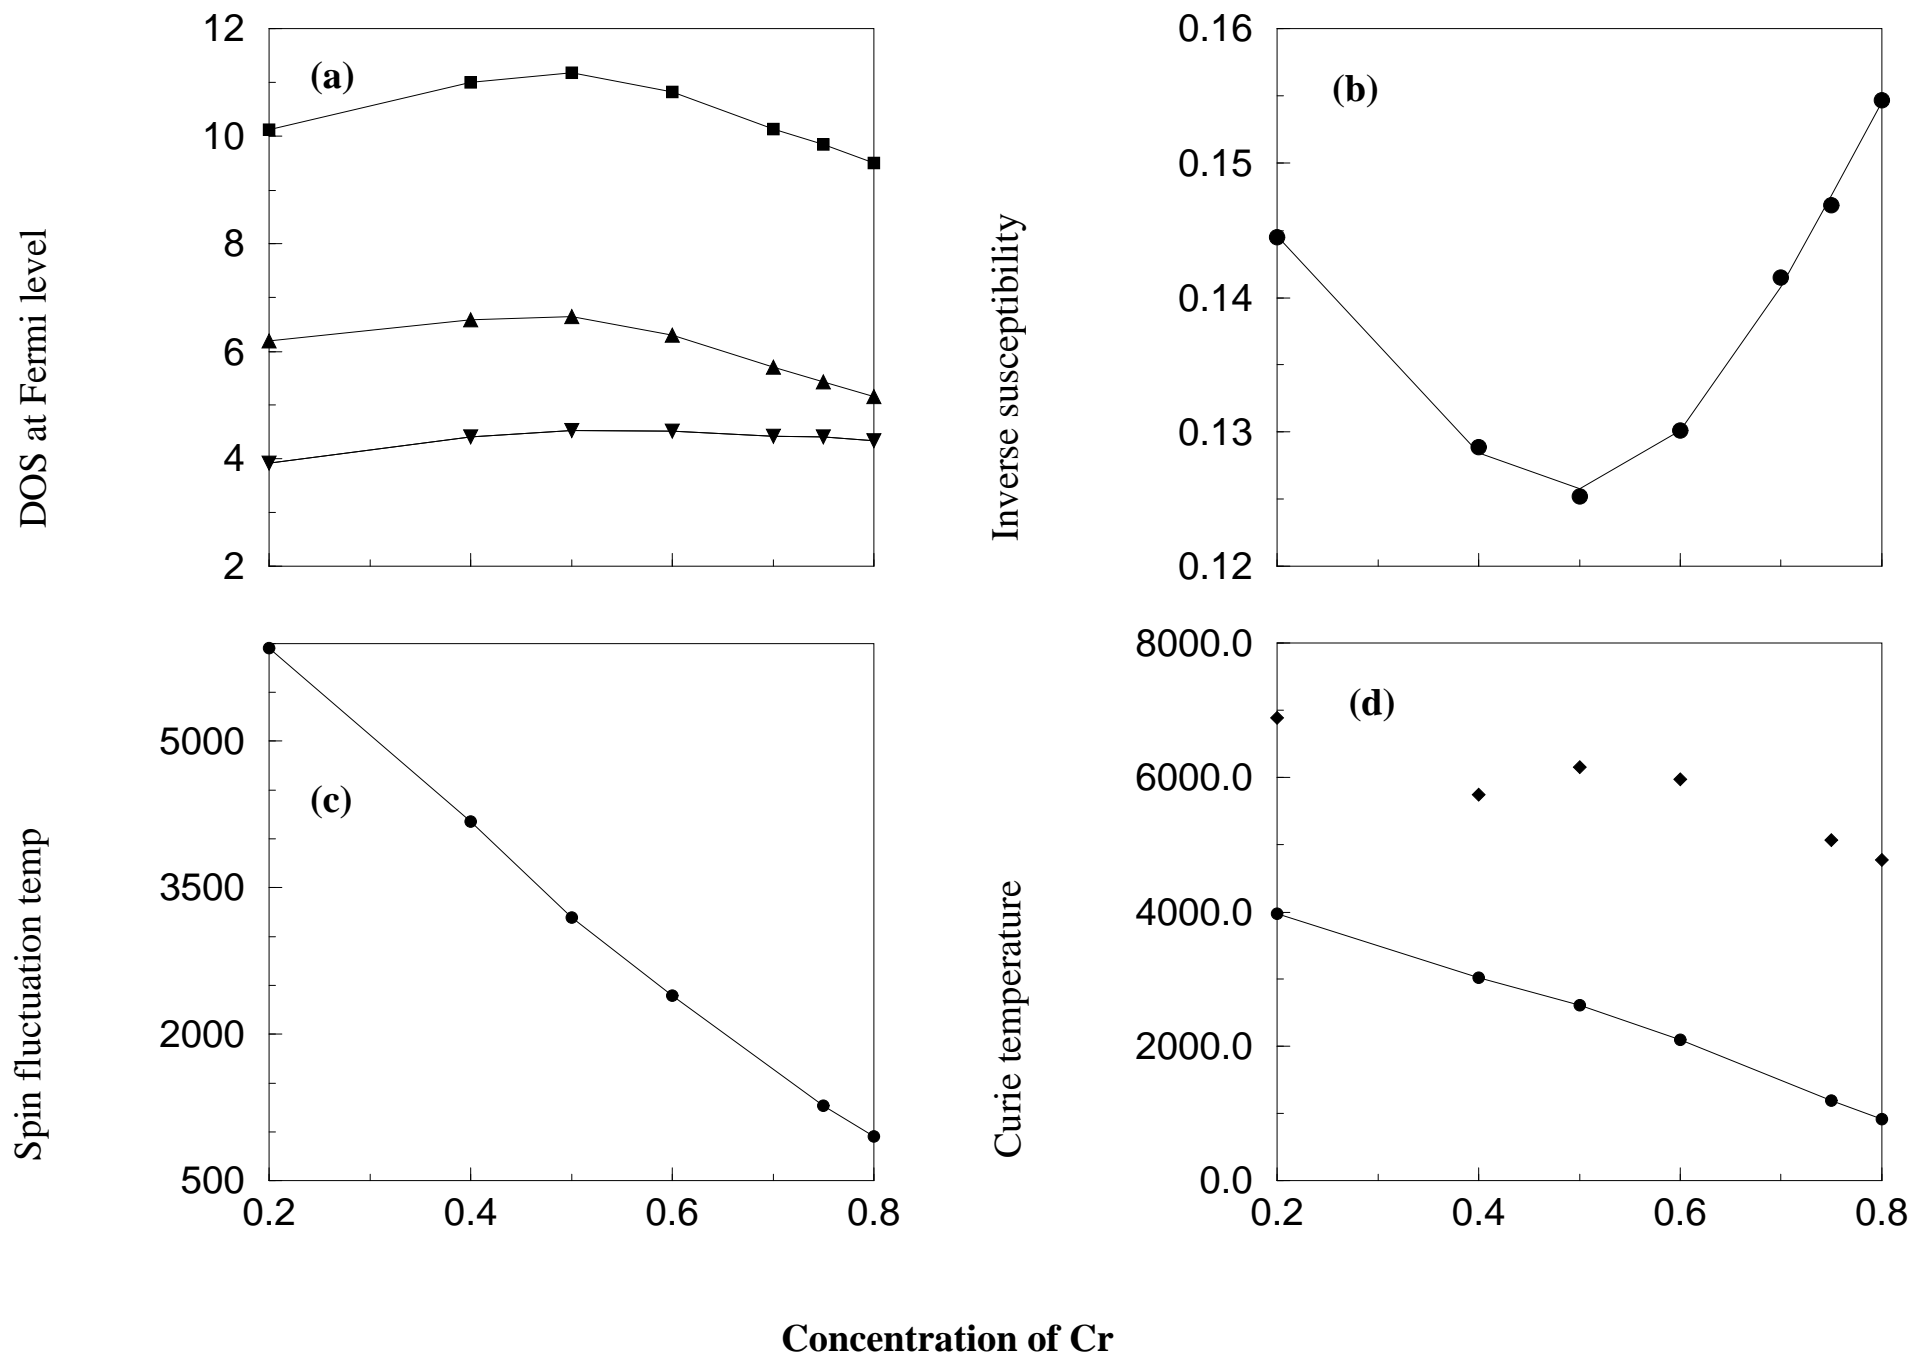 12
10
8
6
4
2
DOS at Fermi level
(a)
0.16
0.15
0.14
0.13
0.12
Inverse susceptibility
(b)
5000
3500
2000
500
Spin fluctuation temp
(c)
0.2 0.4 0.6 0.8
8000.0
6000.0
4000.0
2000.0
0.0
Curie temperature
(d)
0.2 0.4 0.6 0.8
Concentration of Cr